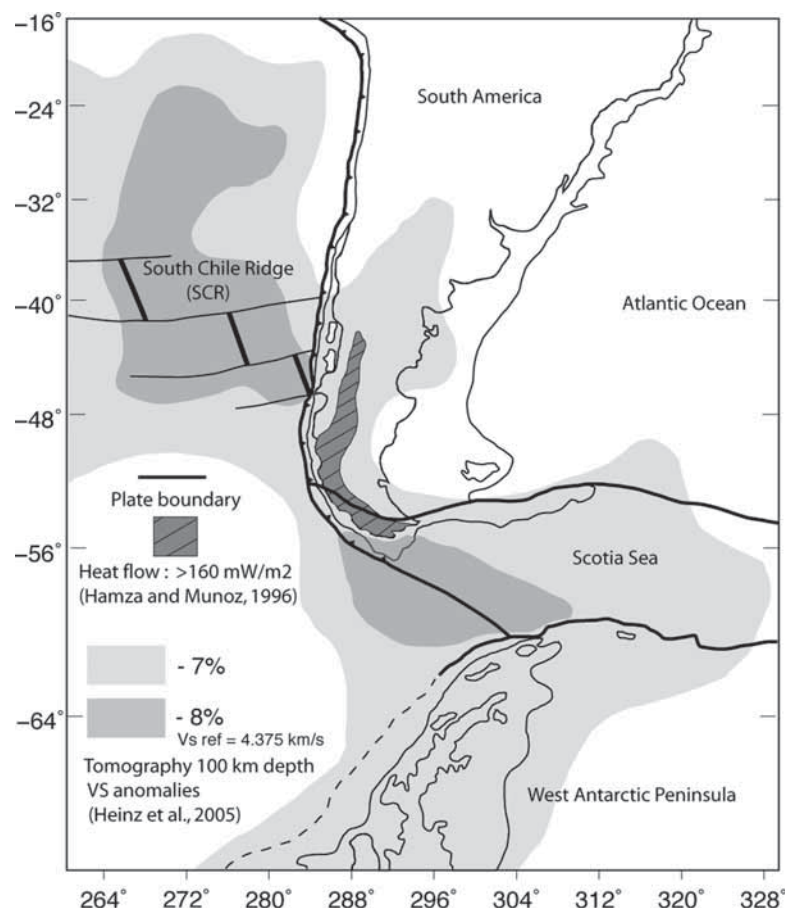 −16°
−24°
−32°
−40°
−48°
−56°
−64°
South America
South Chile Ridge
(SCR)
Atlantic Ocean
Plate boundary
Heat flow : >160 mW/m2
(Hamza and Munoz, 1996)
Scotia Sea
- 7%
- 8%
Vs ref = 4.375 km/s
Tomography 100 km depth
VS anomalies
(Heinz et al., 2005)
West Antarctic Peninsula
264° 272° 280° 288° 296° 304° 312° 320° 328°